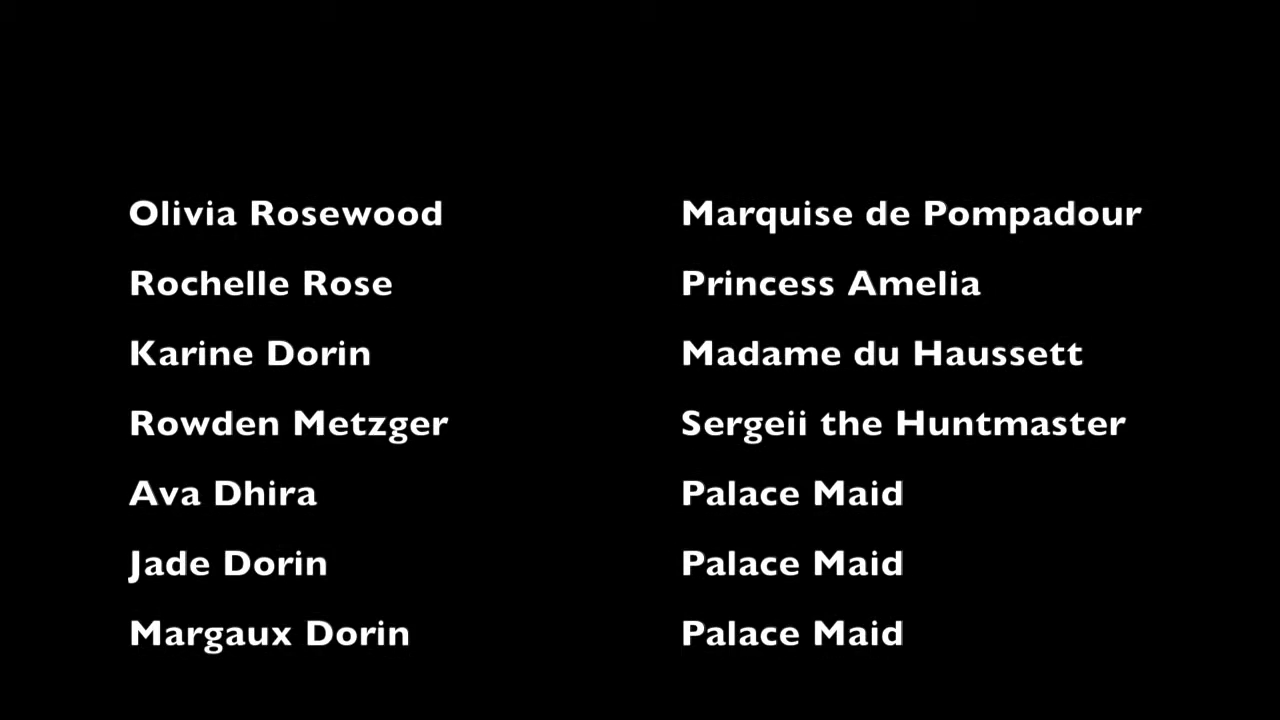 Olivia Rosewood Marquise de Pompadour
Rochelle Rose Princess Amelia
Karine Dorin Madame du Haussett
Rowden Metzger Sergeii the Huntmaster
Ava Dhira Palace Maid
Jade Dorin Palace Maid
Margaux Dorin Palace Maid